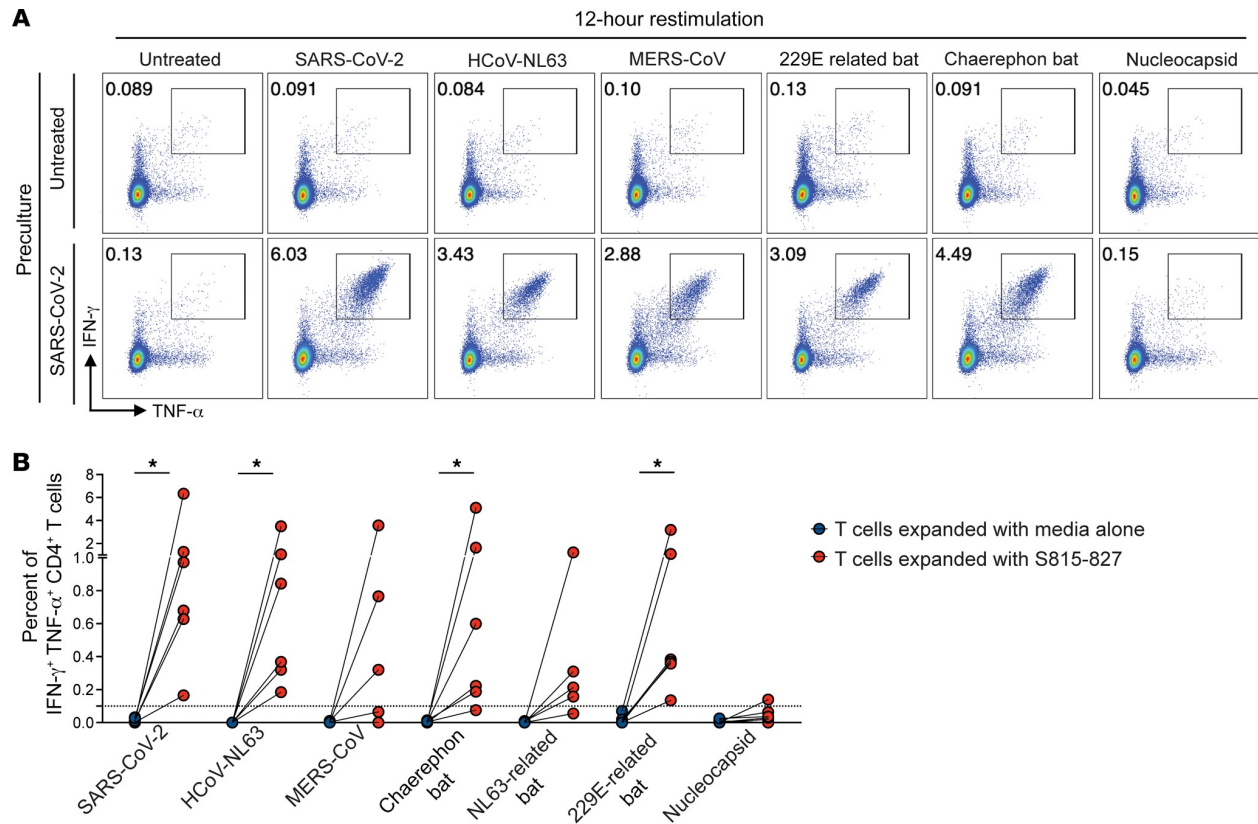 A
12-hour restimulation
Untreated SARS-CoV-2 HCoV-NL63 MERS-CoV 229E related bat Chaerephon bat Nucleocapsid
Preculture
Untreated
0.089 0.091 0.084 0.10 0.13 0.091 0.045
SARS-CoV-2
0.13 6.03 3.43 2.88 3.09 4.49 0.15
IFN-γ
TNF-α
B
Percent of
IFN-γ⁺ TNF-α⁺ CD4⁺ T cells
8
6
4
2
1.0
0.8
0.6
0.4
0.2
0.0
* * * *
SARS-CoV-2
HCoV-NL63
MERS-CoV
Chaerephon
bat
NL63-related
bat
229E-related
bat
Nucleocapsid
T cells expanded with media alone
T cells expanded with S815-827